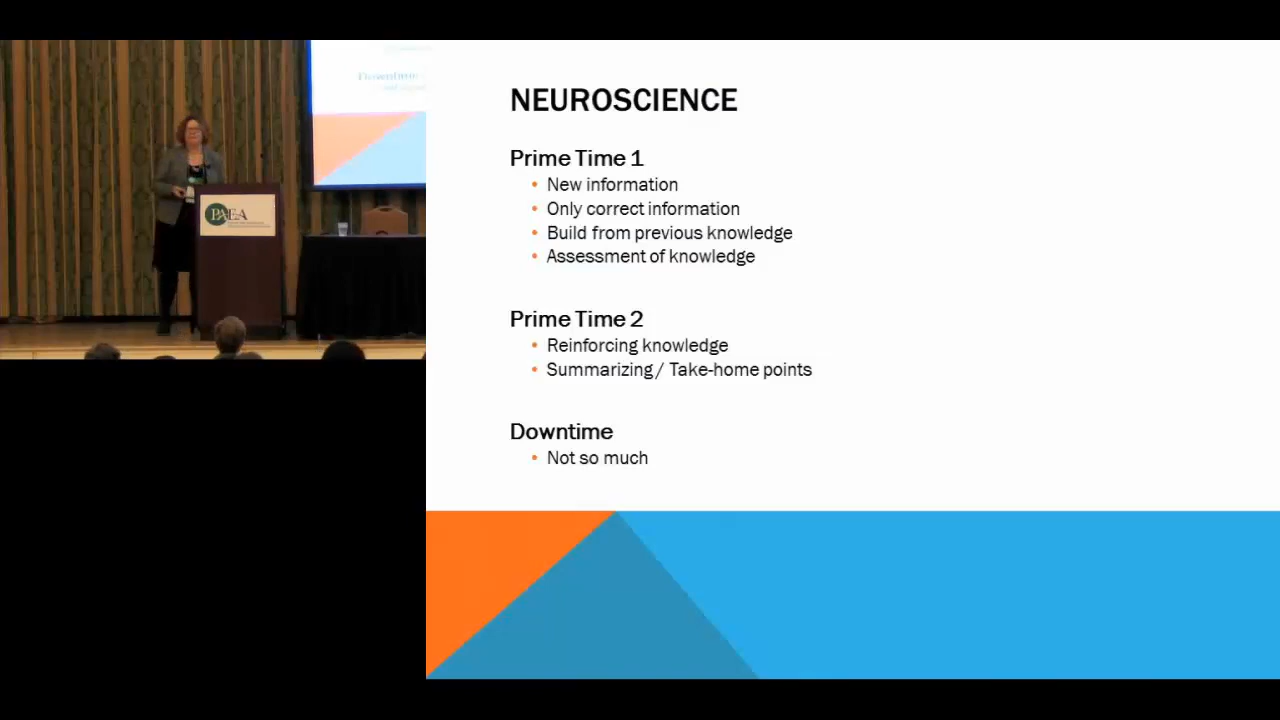 PAEA
NEUROSCIENCE
Prime Time 1
• New information
• Only correct information
• Build from previous knowledge
• Assessment of knowledge
Prime Time 2
• Reinforcing knowledge
• Summarizing / Take-home points
Downtime
• Not so much